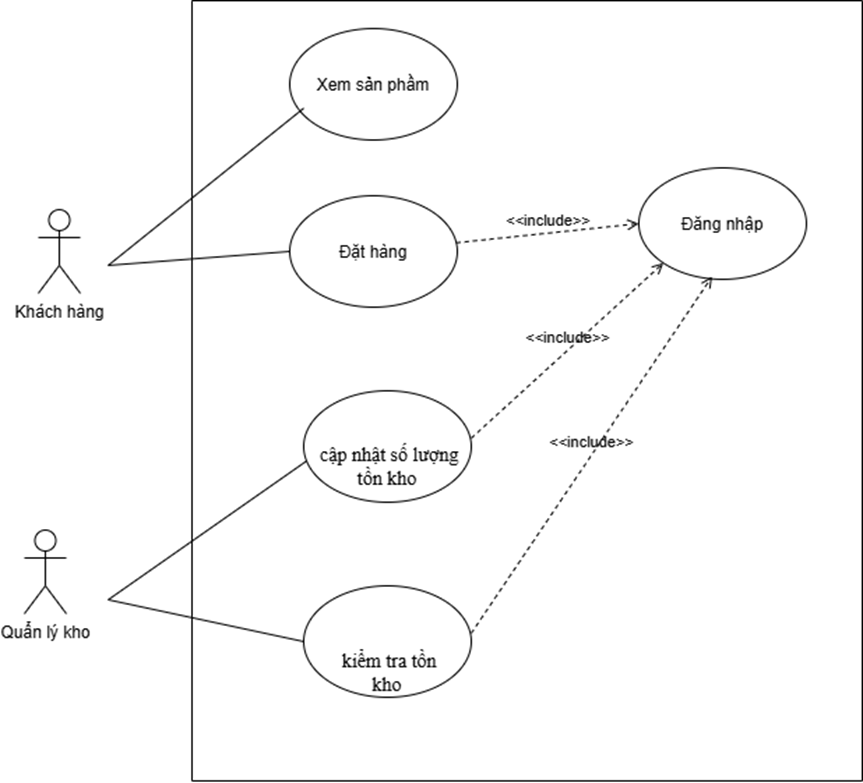 Xem sản phẩm
Đặt hàng
<<include>>
Đăng nhập
Khách hàng
<<include>>
cập nhật số lượng
tồn kho
<<include>>
Quẩn lý kho
kiểm tra tồn
kho